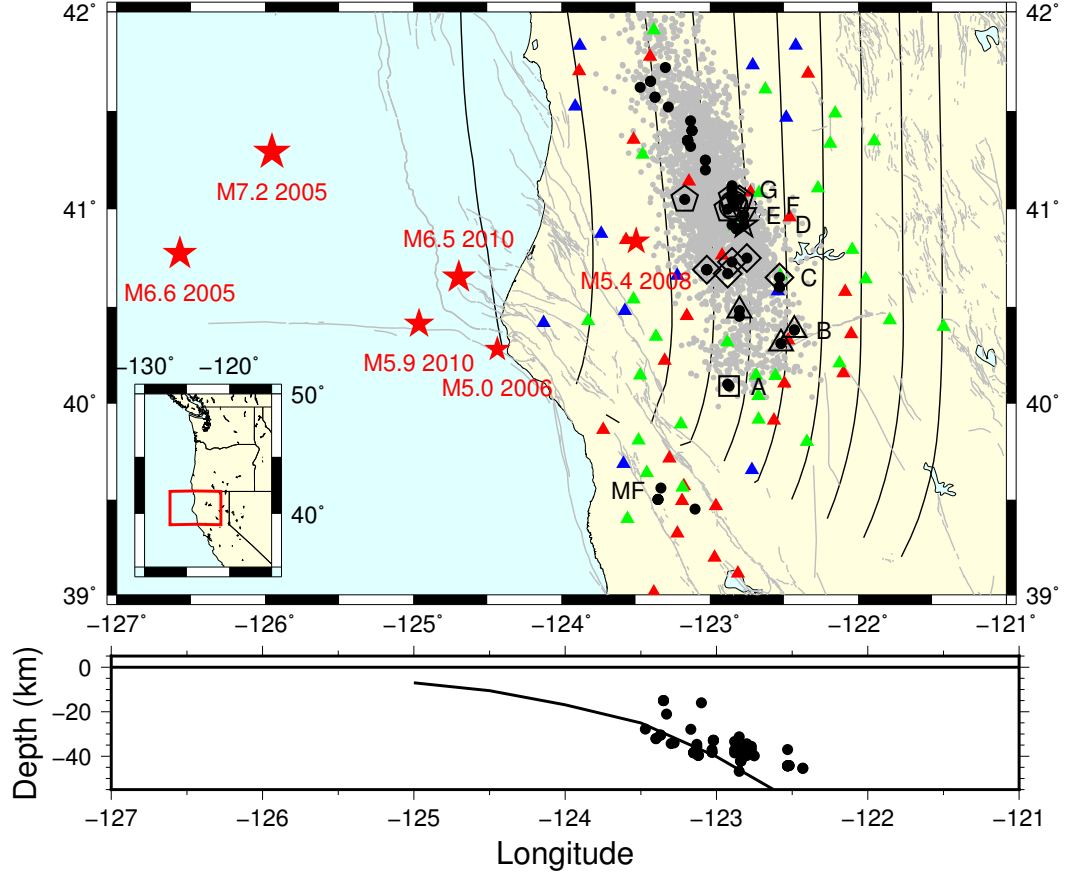 42˚ 42˚
G
F
E D
M7.2 2005
41˚
M6.5 2010
M5.4 2008
C
M6.6 2005
B
M5.9 2010
M5.0 2006
−130˚ −120˚
A
50˚
40˚ 40˚
MF
40˚
39˚ 39˚
−127˚ −126˚ −125˚ −124˚ −123˚ −122˚ −121˚
0
−20
−40
Depth (km)
−127 −126 −125 −124 −123 −122 −121
Longitude